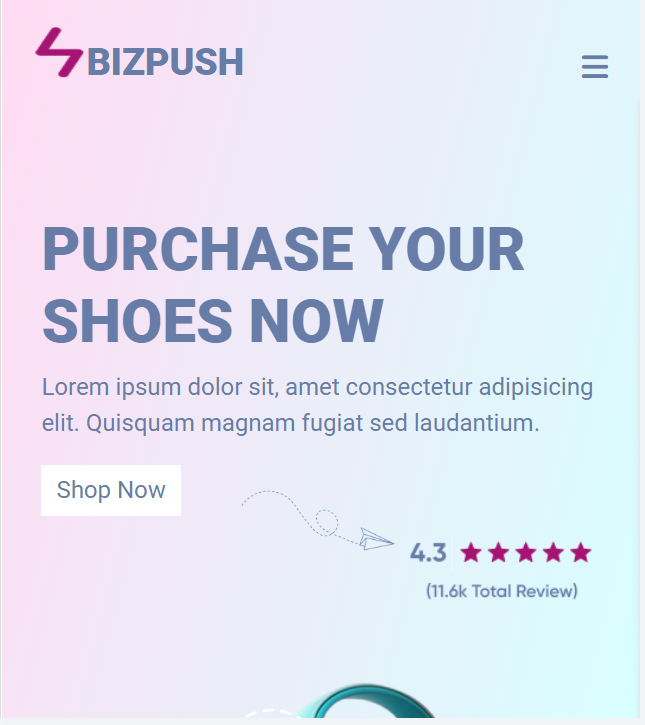 BIZPUSH
PURCHASE YOUR
SHOES NOW
Lorem ipsum dolor sit, amet consectetur adipisicing
elit. Quisquam magnam fugiat sed laudantium.
Shop Now
4.3
(11.6k Total Review)